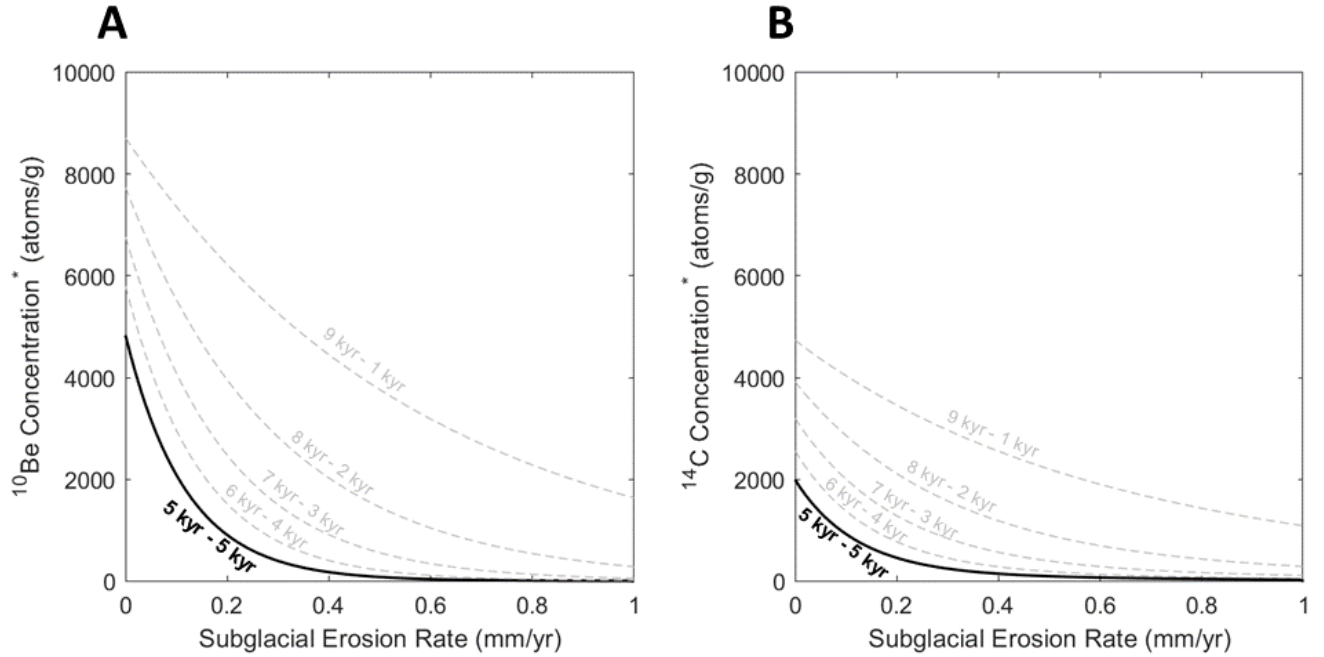 A
10000
8000
6000
4000
2000
0
¹⁰Be Concentration* (atoms/g)
9 kyr - 1 kyr
8 kyr - 2 kyr
7 kyr - 3 kyr
6 kyr - 4 kyr
5 kyr - 5 kyr
0 0.2 0.4 0.6 0.8 1
Subglacial Erosion Rate (mm/yr)
B
10000
8000
6000
4000
2000
0
¹⁴C Concentration* (atoms/g)
9 kyr - 1 kyr
8 kyr - 2 kyr
7 kyr - 3 kyr
6 kyr - 4 kyr
5 kyr - 5 kyr
0 0.2 0.4 0.6 0.8 1
Subglacial Erosion Rate (mm/yr)